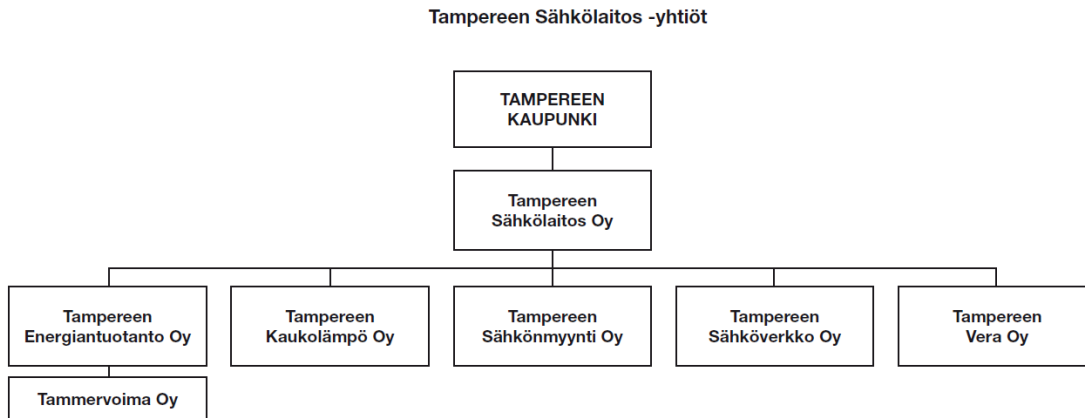 Tampereen Sähkölaitos -yhtiöt
TAMPEREEN
KAUPUNKI
Tampereen
Sähkölaitos Oy
Tampereen
Energiantuotanto Oy
Tampereen
Kaukolämpö Oy
Tampereen
Sähkönmyynti Oy
Tampereen
Sähköverkko Oy
Tampereen
Vera Oy
Tammervoima Oy